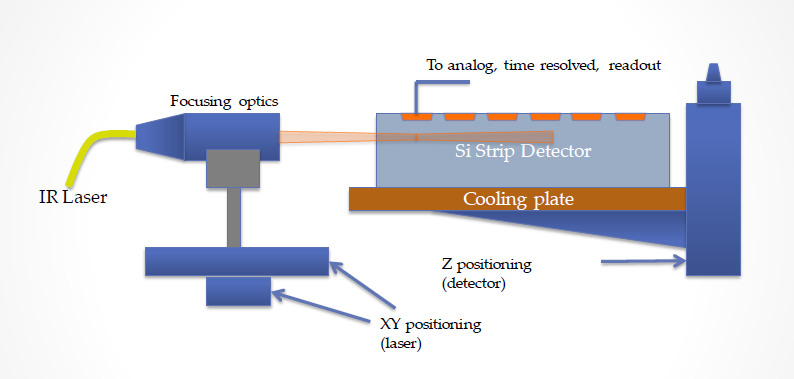 To analog, time resolved, readout
Focusing optics
Si Strip Detector
IR Laser
Cooling plate
Z positioning
(detector)
XY positioning
(laser)